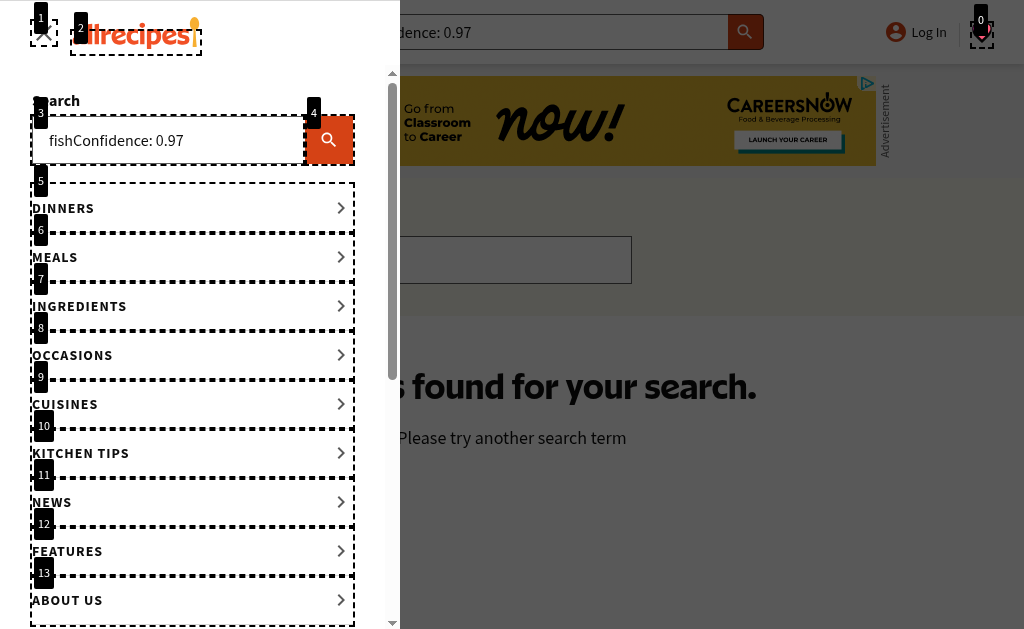 1
2
allrecipes
dence: 0.97
Log In
0
Search
3
4
fishConfidence: 0.97
Go from
Classroom
to Career
now!
CAREERSNOW
Food & Beverage Processing
LAUNCH YOUR CAREER
Advertisement
5
DINNERS
6
MEALS
7
INGREDIENTS
8
OCCASIONS
9
CUISINES
10
KITCHEN TIPS
11
NEWS
12
FEATURES
13
ABOUT US
s found for your search.
Please try another search term